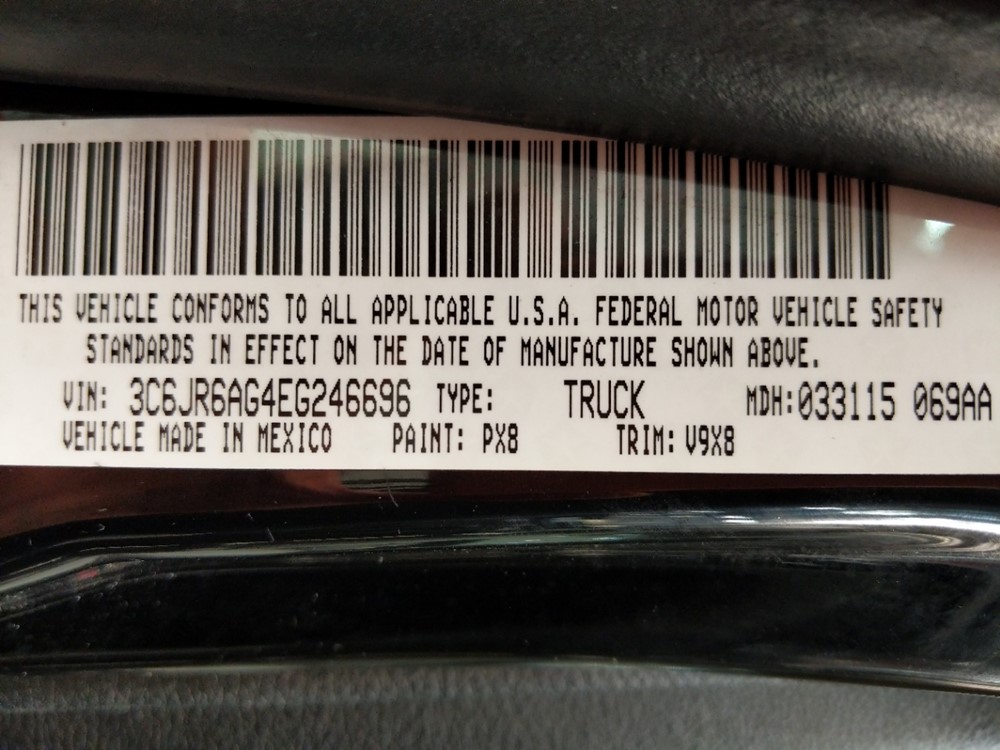 THIS VEHICLE CONFORMS TO ALL APPLICABLE U.S.A. FEDERAL MOTOR VEHICLE SAFETY
STANDARDS IN EFFECT ON THE DATE OF MANUFACTURE SHOWN ABOVE.
VIN: 3C6JR6AG4EG246696 TYPE: TRUCK MDH:033115 069AA
VEHICLE MADE IN MEXICO PAINT: PX8 TRIM: V9X8